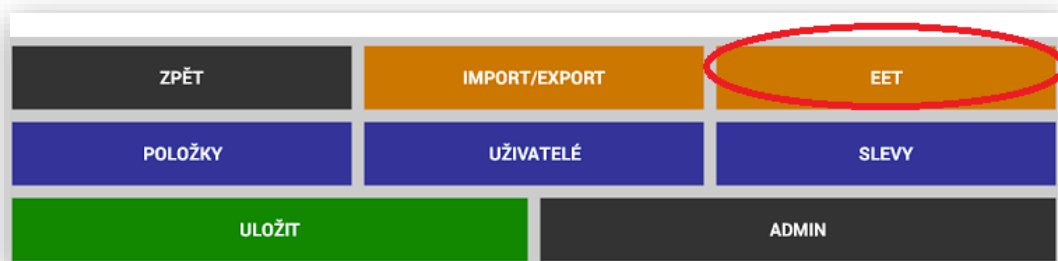 ZPĚT IMPORT/EXPORT EET
POLOŽKY UŽIVATELÉ SLEVY
ULOŽIT ADMIN